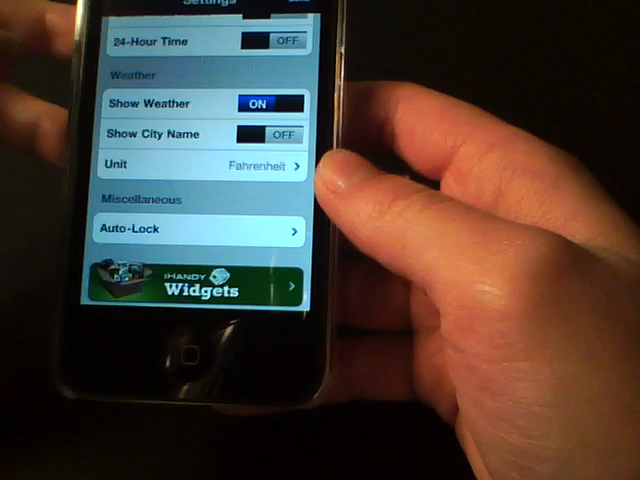 Settings
24-Hour Time OFF
Weather
Show Weather ON
Show City Name OFF
Unit Fahrenheit
Miscellaneous
Auto-Lock
iHANDY
Widgets